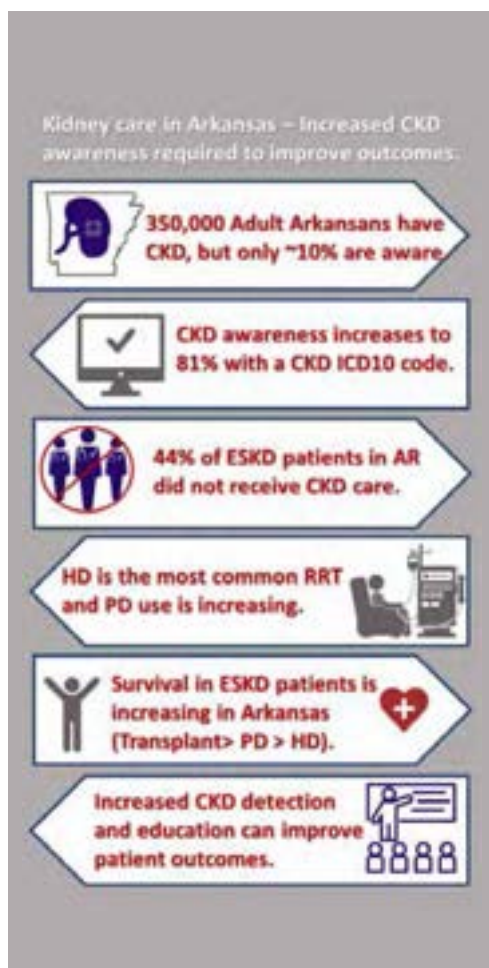 Kidney care in Arkansas – Increased CKD
awareness required to improve outcomes.
350,000 Adult Arkansans have
CKD, but only ~10% are aware
CKD awareness increases to
81% with a CKD ICD10 code.
44% of ESKD patients in AR
did not receive CKD care.
HD is the most common RRT
and PD use is increasing.
Survival in ESKD patients is
increasing in Arkansas
(Transplant> PD > HD).
Increased CKD detection
and education can improve
patient outcomes.